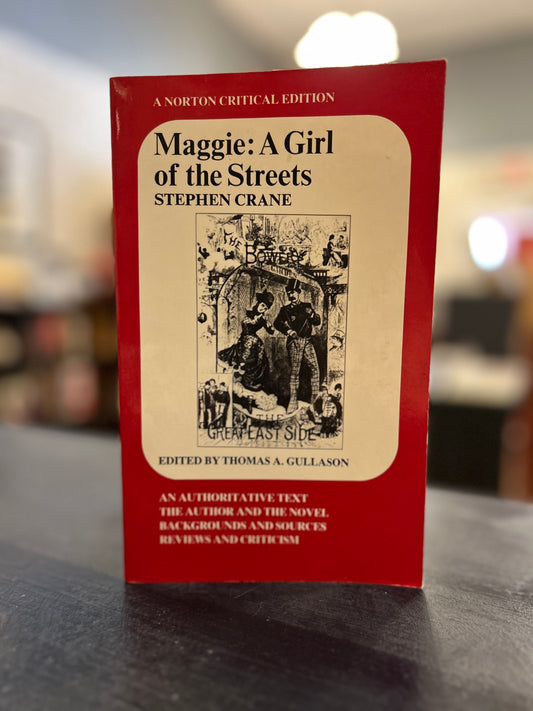 A NORTON CRITICAL EDITION
Maggie: A Girl
of the Streets
STEPHEN CRANE
THE
BOWERY
THE
GREAT EAST SIDE
EDITED BY THOMAS A. GULLASON
AN AUTHORITATIVE TEXT
THE AUTHOR AND THE NOVEL
BACKGROUNDS AND SOURCES
REVIEWS AND CRITICISM